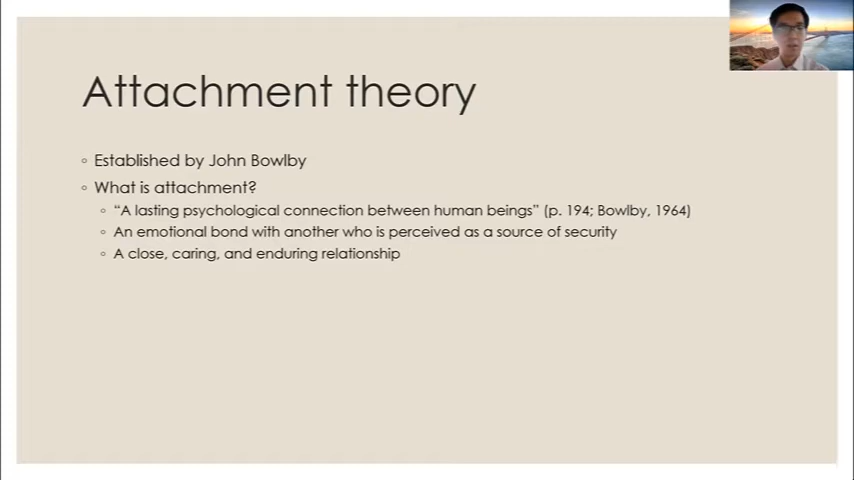 Attachment theory
◦ Established by John Bowlby
◦ What is attachment?
◦ “A lasting psychological connection between human beings” (p. 194; Bowlby, 1964)
◦ An emotional bond with another who is perceived as a source of security
◦ A close, caring, and enduring relationship